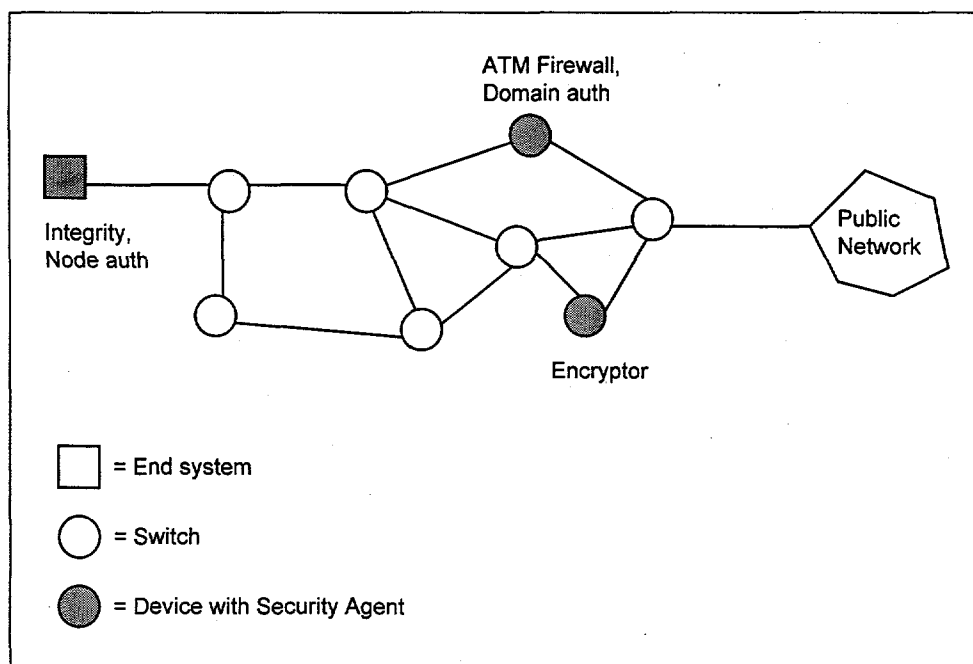 ATM Firewall,
Domain auth
Integrity,
Node auth
Public
Network
Encryptor
= End system
= Switch
= Device with Security Agent